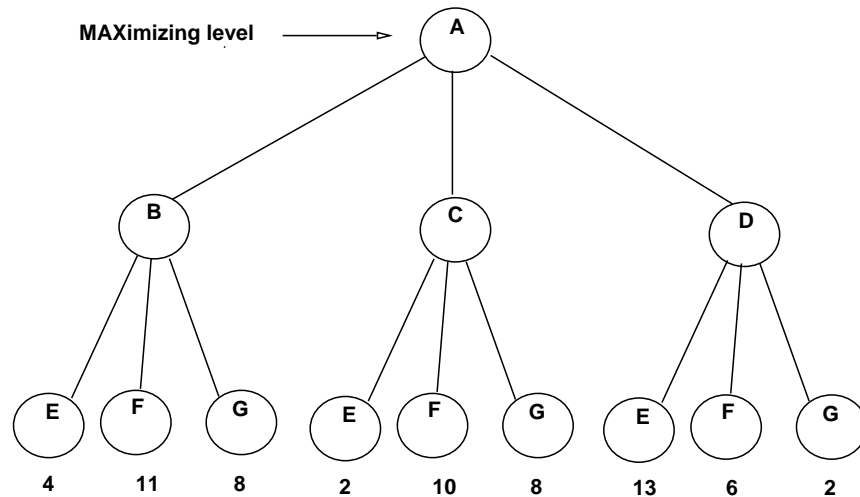 MAXimizing level
A
B
C
D
E F G E F G E F G
4 11 8 2 10 8 13 6 2